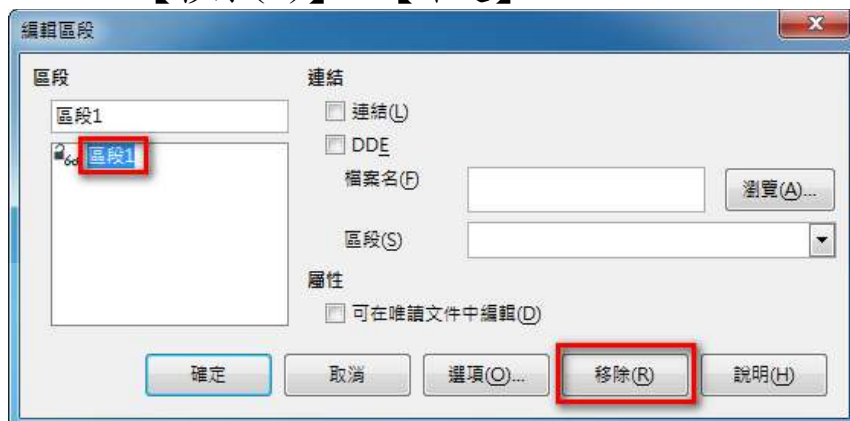 編輯區段
區段
連結
區段1
連結(L)
區段1
DDE
檔案名(F)
瀏覽(A)...
區段(S)
屬性
可在唯讀文件中編輯(D)
確定
取消
選項(O)...
移除(R)
說明(H)